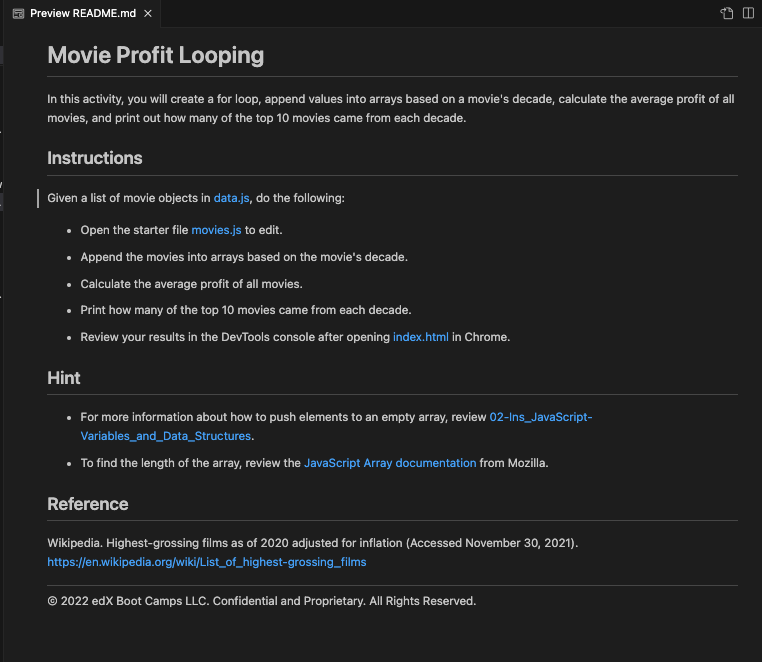 Preview README.md
Movie Profit Looping
In this activity, you will create a for loop, append values into arrays based on a movie's decade, calculate the average profit of all
movies, and print out how many of the top 10 movies came from each decade.
Instructions
Given a list of movie objects in data.js, do the following:
• Open the starter file movies.js to edit.
• Append the movies into arrays based on the movie's decade.
• Calculate the average profit of all movies.
• Print how many of the top 10 movies came from each decade.
• Review your results in the DevTools console after opening index.html in Chrome.
Hint
• For more information about how to push elements to an empty array, review 02-Ins_JavaScript-
Variables_and_Data_Structures.
• To find the length of the array, review the JavaScript Array documentation from Mozilla.
Reference
Wikipedia. Highest-grossing films as of 2020 adjusted for inflation (Accessed November 30, 2021).
https://en.wikipedia.org/wiki/List_of_highest-grossing_films
© 2022 edX Boot Camps LLC. Confidential and Proprietary. All Rights Reserved.